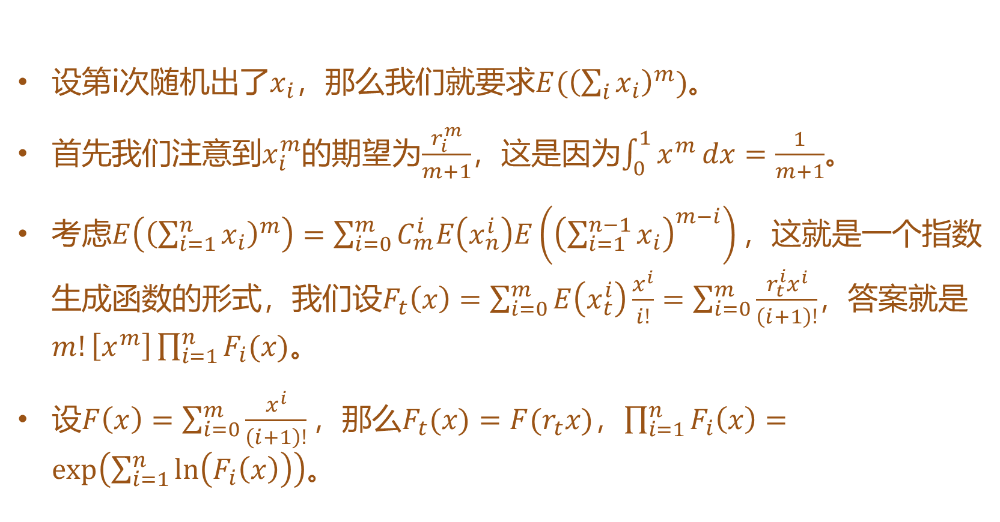 • 设第i次随机出了$x_i$，那么我们就要求$E((\sum_i x_i)^m)$。
• 首先我们注意到$x_i^m$的期望为$\frac{r_i^m}{m+1}$，这是因为$\int_0^1 x^m \, dx = \frac{1}{m+1}$。
• 考虑$E\left((\sum_{i=1}^n x_i)^m\right) = \sum_{i=0}^m C_m^i E(x_n^i) E\left(\left(\sum_{i=1}^{n-1} x_i\right)^{m-i}\right)$，这就是一个指数
生成函数的形式，我们设$F_t(x) = \sum_{i=0}^m E(x_t^i) \frac{x^i}{i!} = \sum_{i=0}^m \frac{r_t^i x^i}{(i+1)!}$，答案就是
$m! [x^m] \prod_{i=1}^n F_i(x)$。
• 设$F(x) = \sum_{i=0}^m \frac{x^i}{(i+1)!}$，那么$F_t(x) = F(r_t x)$，$\prod_{i=1}^n F_i(x) =$
$\exp\left(\sum_{i=1}^n \ln(F_i(x))\right)$。